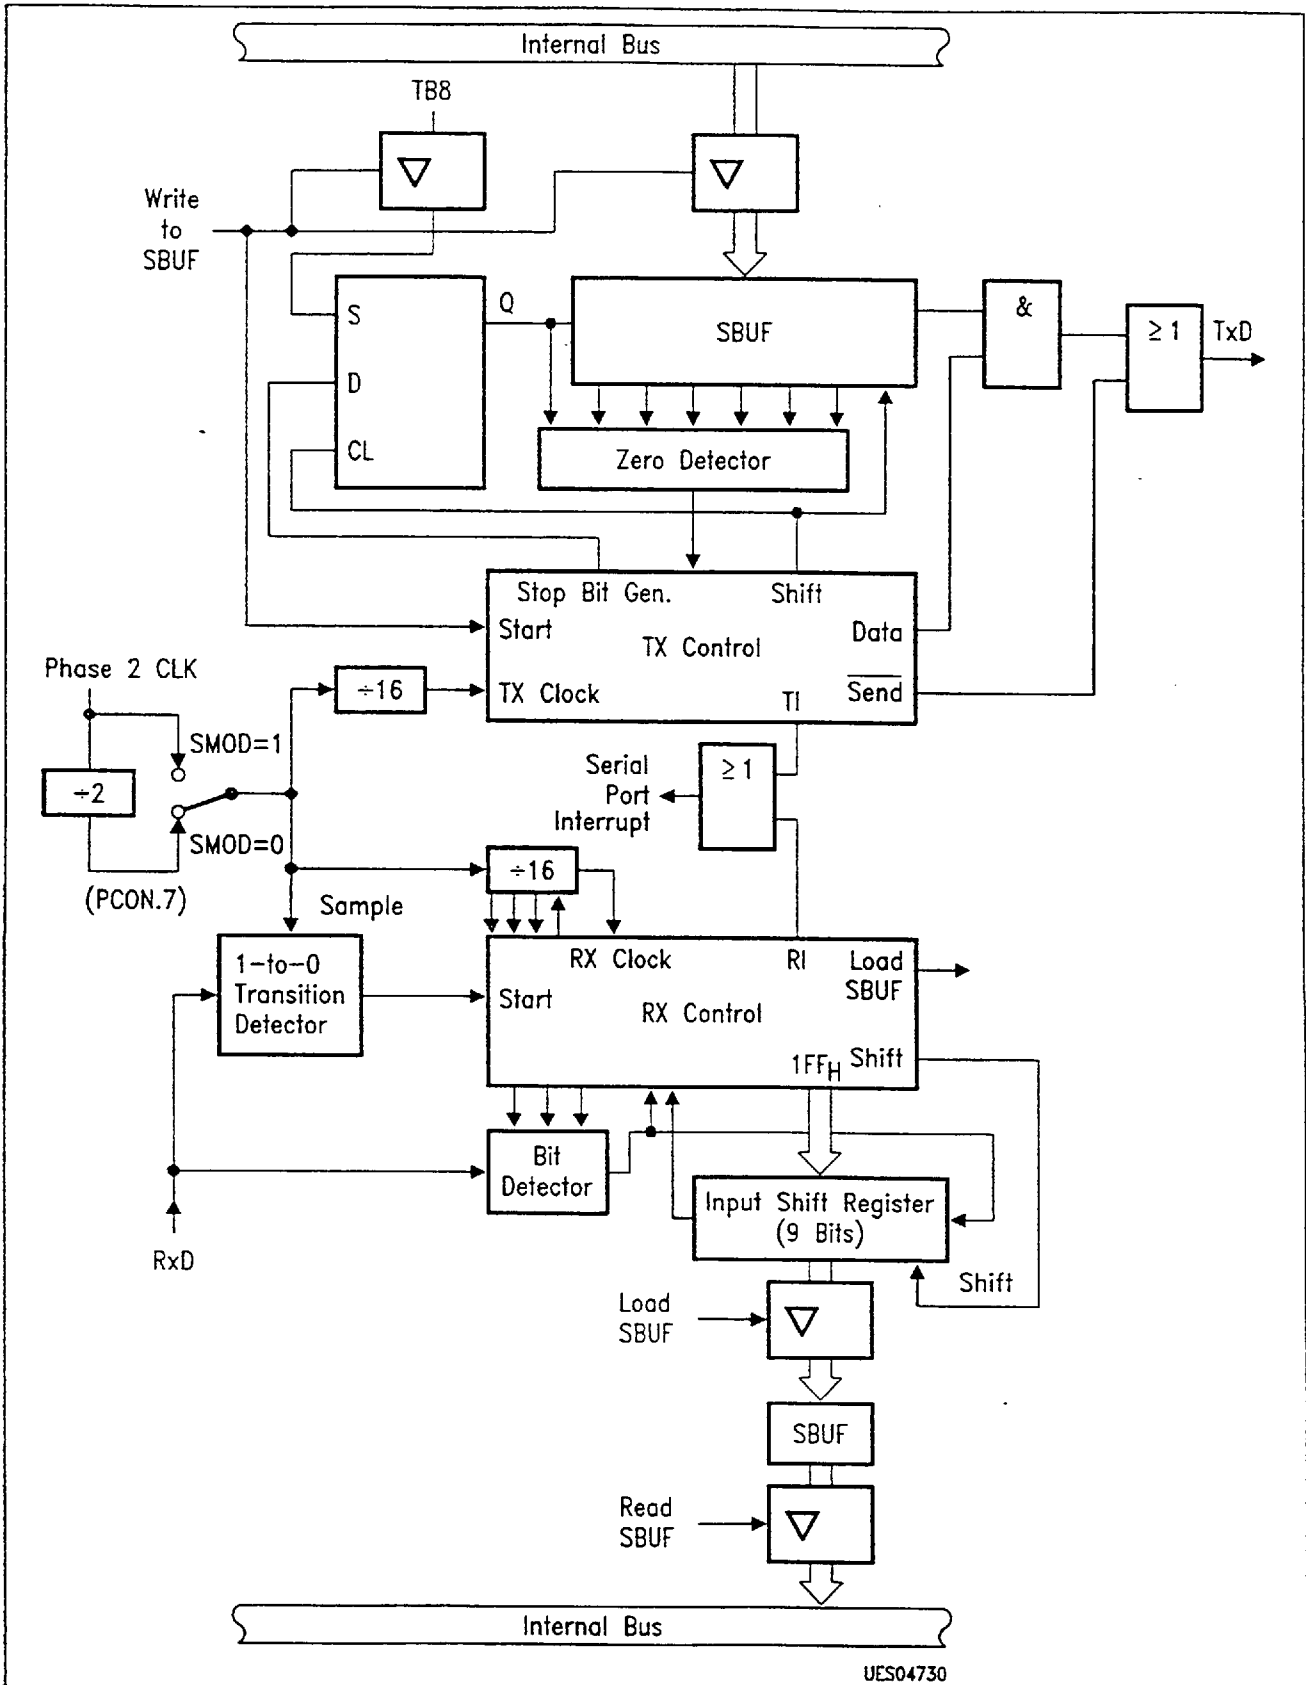 Internal Bus
TB8
Write
to
SBUF
S
Q
D
CL
SBUF
&
≥1
TxD
Zero Detector
Stop Bit Gen.
Shift
Start
TX Control
Data
TX Clock
TI
Send
Phase 2 CLK
÷16
SMOD=1
÷2
SMOD=0
(PCON.7)
≥1
Serial
Port
Interrupt
÷16
Sample
1-to-0
Transition
Detector
RX Clock
RI
Load
SBUF
Start
RX Control
1FFH
Shift
Bit
Detector
Input Shift Register
(9 Bits)
RxD
Shift
Load
SBUF
SBUF
Read
SBUF
Internal Bus
UES04730